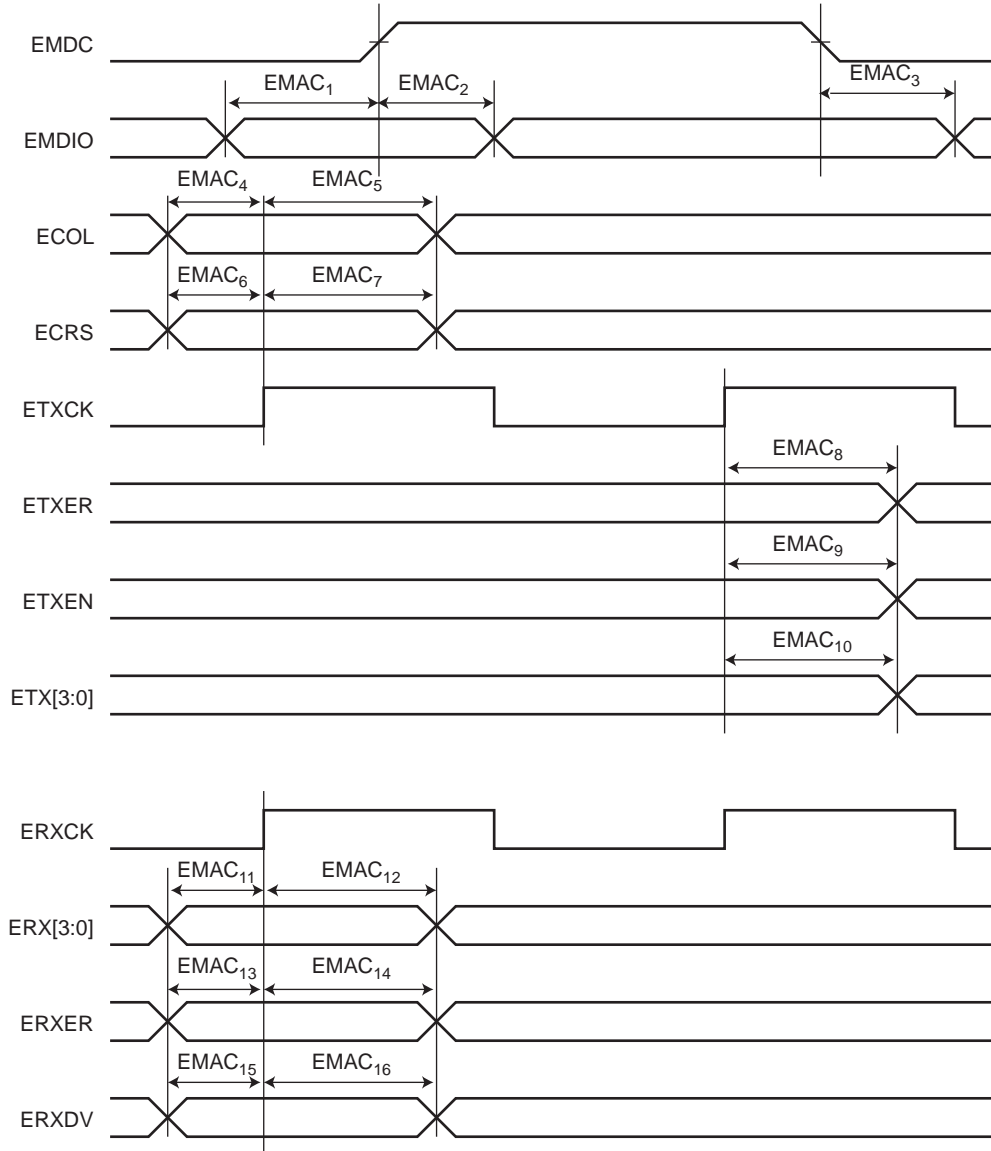 EMDC
EMAC1 EMAC2 EMAC3
EMDIO
EMAC4 EMAC5
ECOL
EMAC6 EMAC7
ECRS
ETXCK
EMAC8
ETXER
EMAC9
ETXEN
EMAC10
ETX[3:0]
ERXCK
EMAC11 EMAC12
ERX[3:0]
EMAC13 EMAC14
ERXER
EMAC15 EMAC16
ERXDV